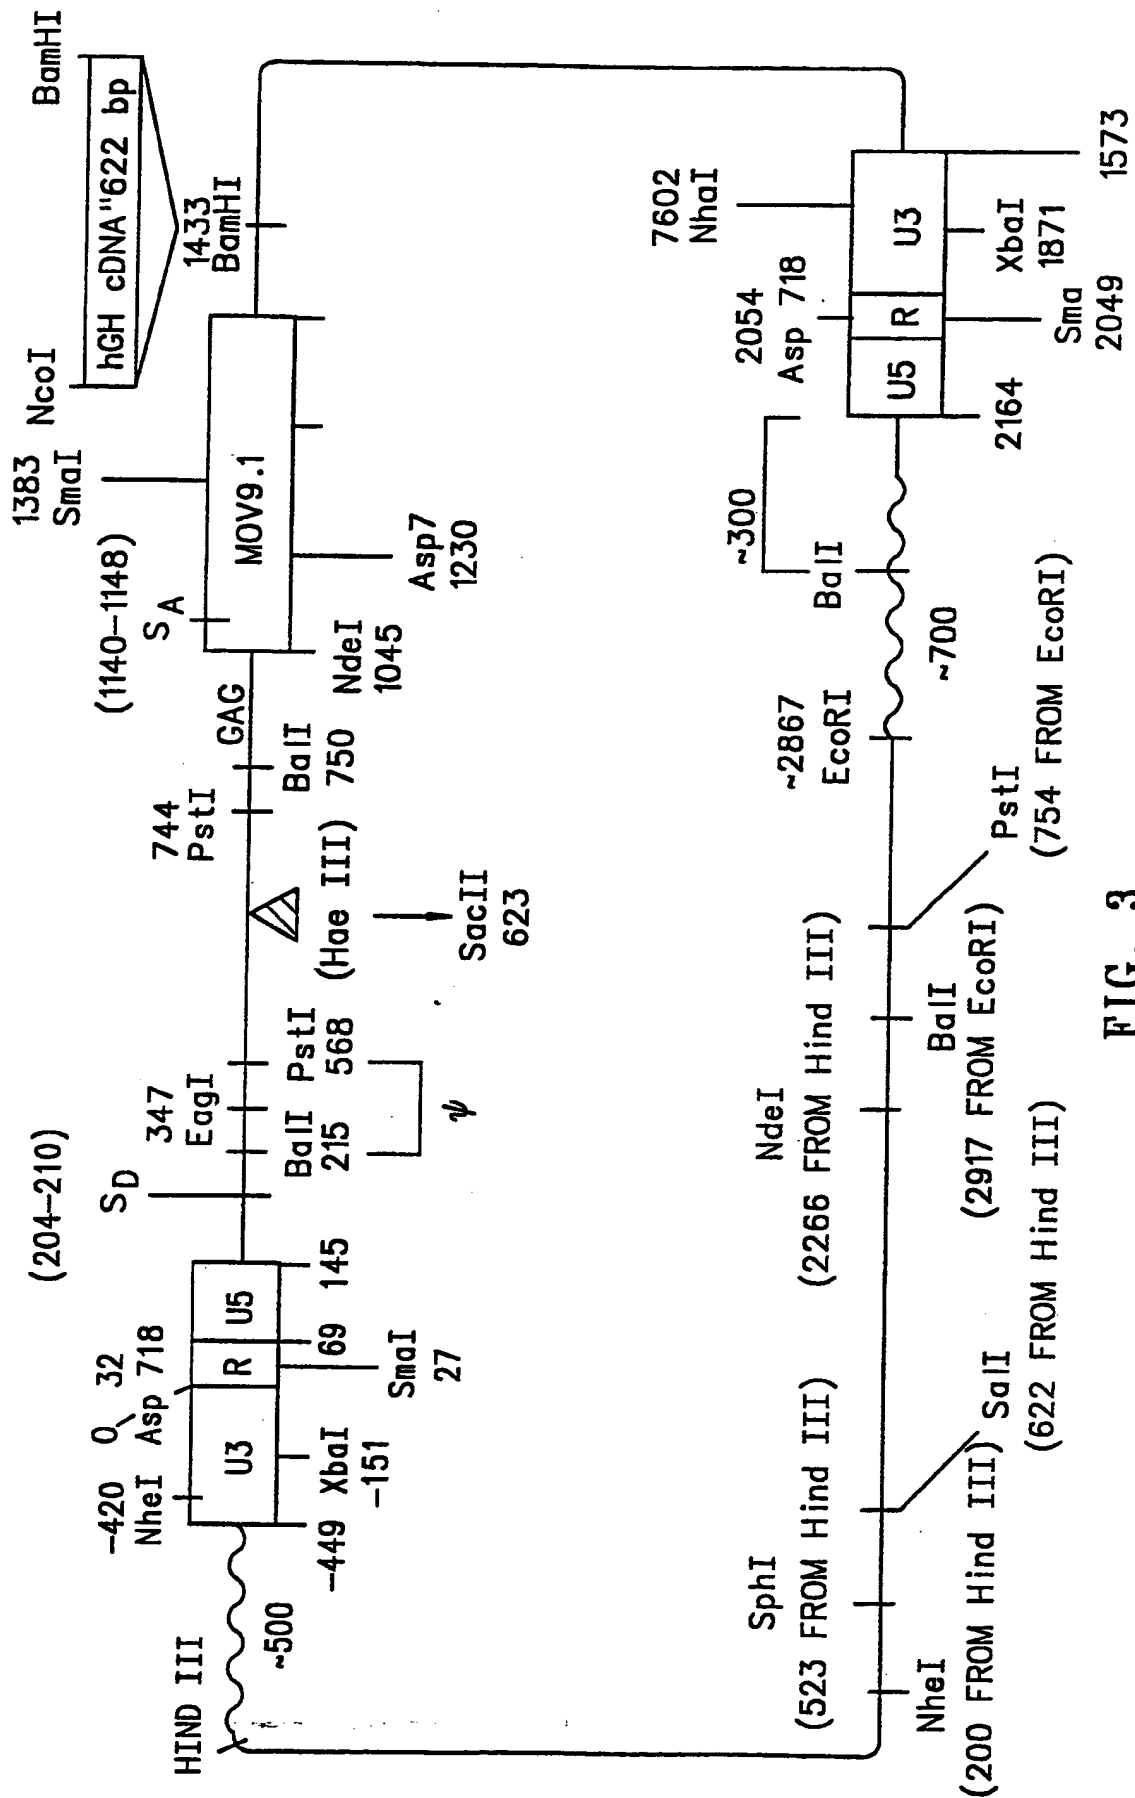 HIND III
~500
-449
-420
NheI
0
32
Asp 718
U3
R
U5
XbaI
-151
SmaI
27
69
145
(204-210)
SD
347
EagI
BalI
215
PstI
568
ψ
(Hae III)
SacII
623
744
PstI
BalI
750
GAG
(1140-1148)
SA
NdeI
1045
MOV9.1
Asp7
1230
1383
SmaI
NcoI
hGH cDNA"622 bp
BamHI
1433
BamHI
7602
NhaI
2054
Asp 718
U5
R
U3
XbaI
1871
1573
Sma
2049
2164
~300
BalI
~700
~2867
EcoRI
PstI
(754 FROM EcoRI)
BalI
(2917 FROM EcoRI)
NdeI
(2266 FROM Hind III)
SalI
(622 FROM Hind III)
SphI
(523 FROM Hind III)
NheI
(200 FROM Hind III)
FIG. 3